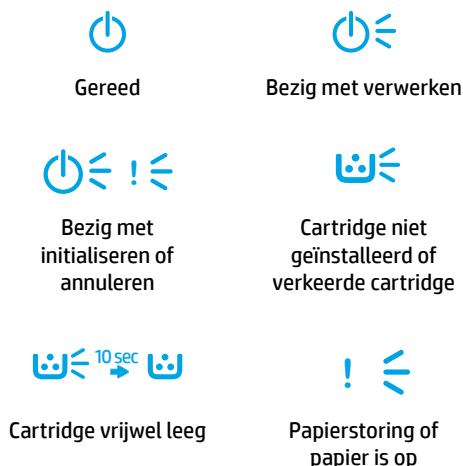 Gereed
Bezig met verwerken
!
Bezig met
initialiseren of
annuleren
Cartridge niet
geïnstalleerd of
verkeerde cartridge
10 sec
Cartridge vrijwel leeg
!
Papierstoring of
papier is op